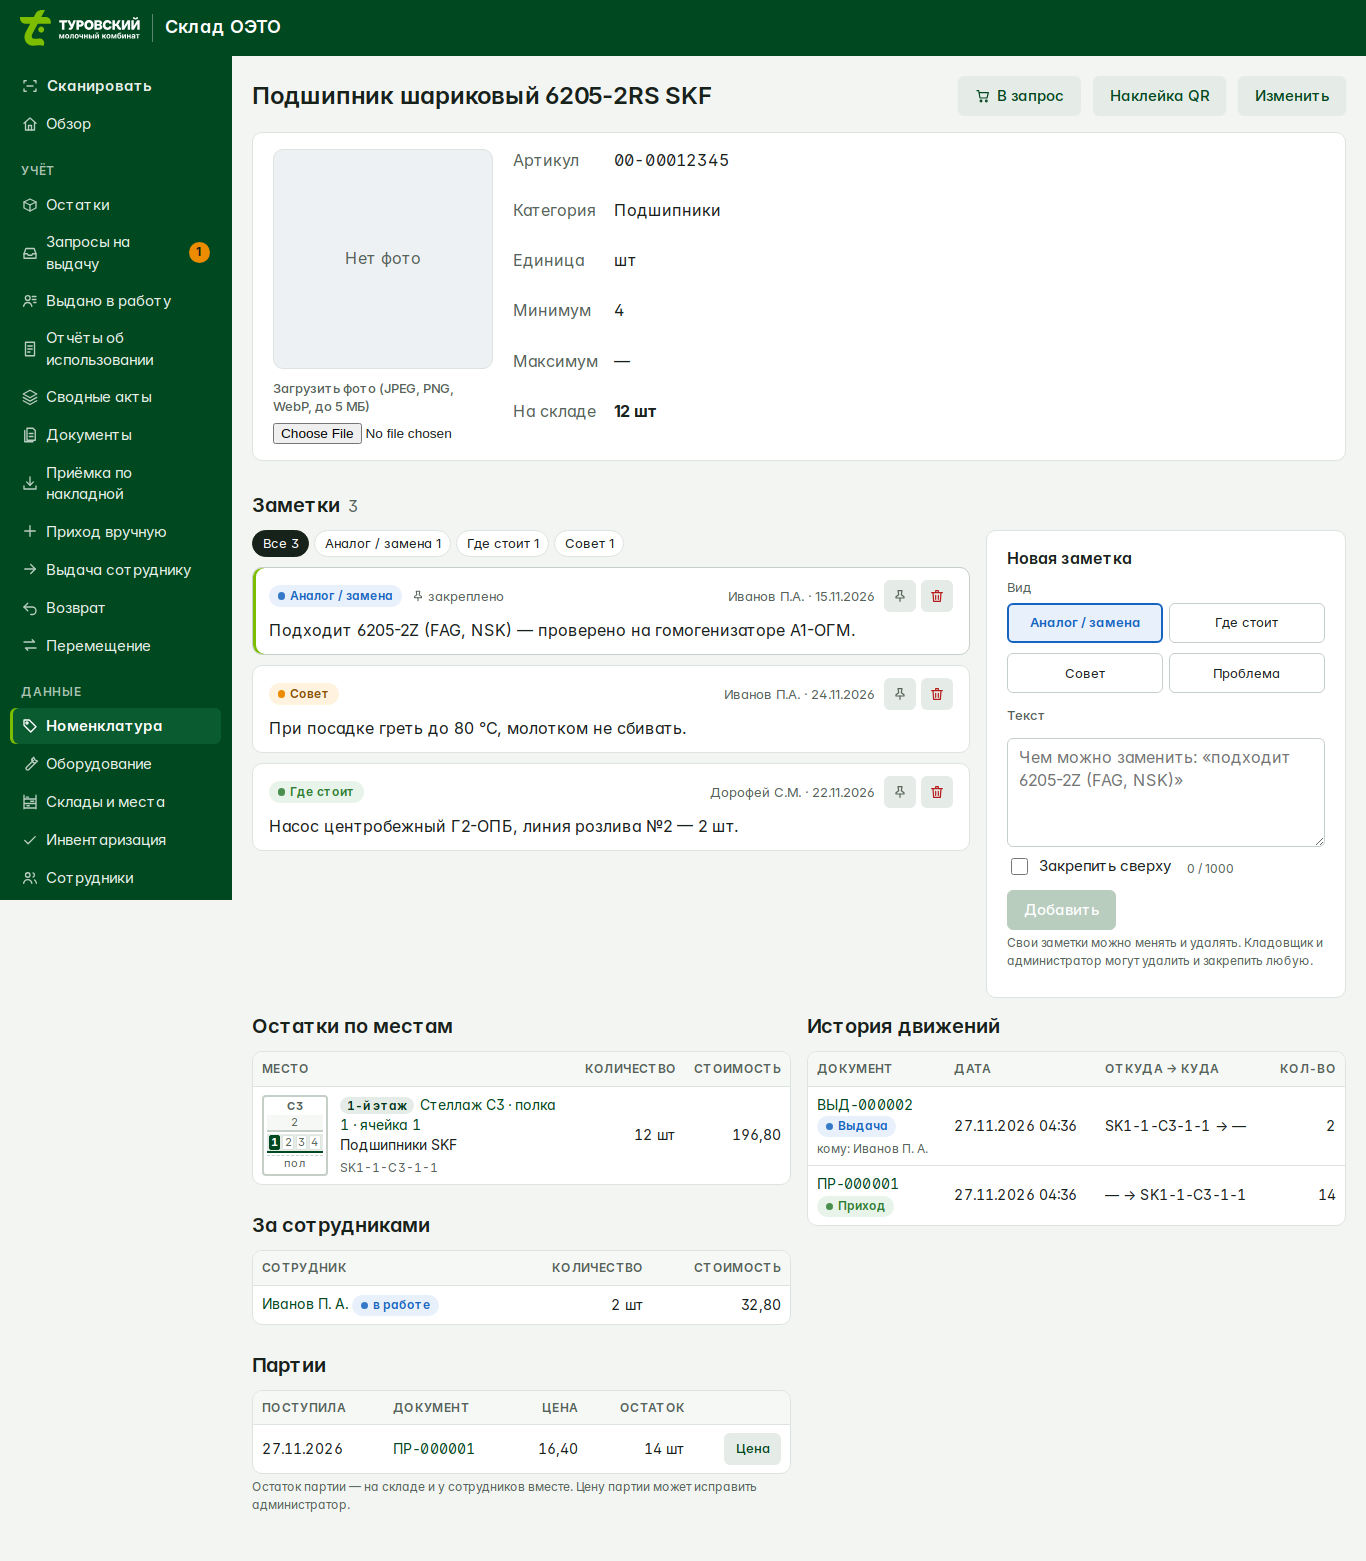 ТУРОВСКИЙ
МОЛОЧНЫЙ КОМБИНАТ
Склад ОЭТО
Сканировать
Обзор
УЧЁТ
Остатки
Запросы на
выдачу
1
Выдано в работу
Отчёты об
использовании
Сводные акты
Документы
Приёмка по
накладной
Приход вручную
Выдача сотруднику
Возврат
Перемещение
ДАННЫЕ
Номенклатура
Оборудование
Склады и места
Инвентаризация
Сотрудники
Подшипник шариковый 6205-2RS SKF
В запрос
Наклейка QR
Изменить
Нет фото
Загрузить фото (JPEG, PNG,
WebP, до 5 МБ)
Choose File No file chosen
Артикул 00-00012345
Категория Подшипники
Единица шт
Минимум 4
Максимум —
На складе 12 шт
Заметки 3
Все 3
Аналог / замена 1
Где стоит 1
Совет 1
Аналог / замена закреплено Иванов П.А. · 15.11.2026
Подходит 6205-2Z (FAG, NSK) — проверено на гомогенизаторе А1-ОГМ.
Совет Иванов П.А. · 24.11.2026
При посадке греть до 80 °C, молотком не сбивать.
Где стоит Дорофей С.М. · 22.11.2026
Насос центробежный Г2-ОПБ, линия розлива №2 — 2 шт.
Новая заметка
Вид
Аналог / замена
Где стоит
Совет
Проблема
Текст
Чем можно заменить: «подходит
6205-2Z (FAG, NSK)»
Закрепить сверху 0 / 1000
Добавить
Свои заметки можно менять и удалять. Кладовщик и
администратор могут удалить и закрепить любую.
Остатки по местам
МЕСТО КОЛИЧЕСТВО СТОИМОСТЬ
С3
2
1 2 3 4
пол
1-й этаж Стеллаж С3 · полка
1 · ячейка 1
Подшипники SKF
SK1-1-C3-1-1
12 шт
196,80
За сотрудниками
СОТРУДНИК КОЛИЧЕСТВО СТОИМОСТЬ
Иванов П. А. в работе 2 шт 32,80
Партии
ПОСТУПИЛА ДОКУМЕНТ ЦЕНА ОСТАТОК
27.11.2026 ПР-000001 16,40 14 шт Цена
Остаток партии — на складе и у сотрудников вместе. Цену партии может исправить
администратор.
История движений
ДОКУМЕНТ ДАТА ОТКУДА → КУДА КОЛ-ВО
ВЫД-000002
Выдача
кому: Иванов П. А.
27.11.2026 04:36 SK1-1-C3-1-1 → — 2
ПР-000001
Приход
27.11.2026 04:36 — → SK1-1-C3-1-1 14